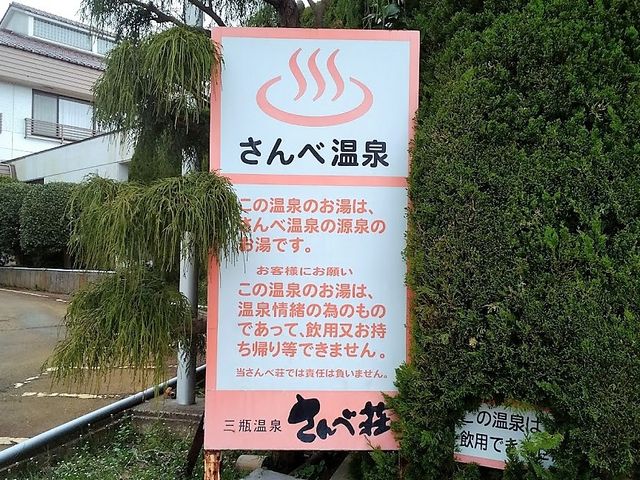 さんべ温泉
この温泉のお湯は、
さんべ温泉の源泉の
お湯です。
お客様にお願い
この温泉のお湯は、
温泉情緒の為のもの
であって、飲用又お持
ち帰り等できません。
当さんべ荘では責任は負いません。
三瓶温泉 さんべ荘
この温泉は
飲用でき